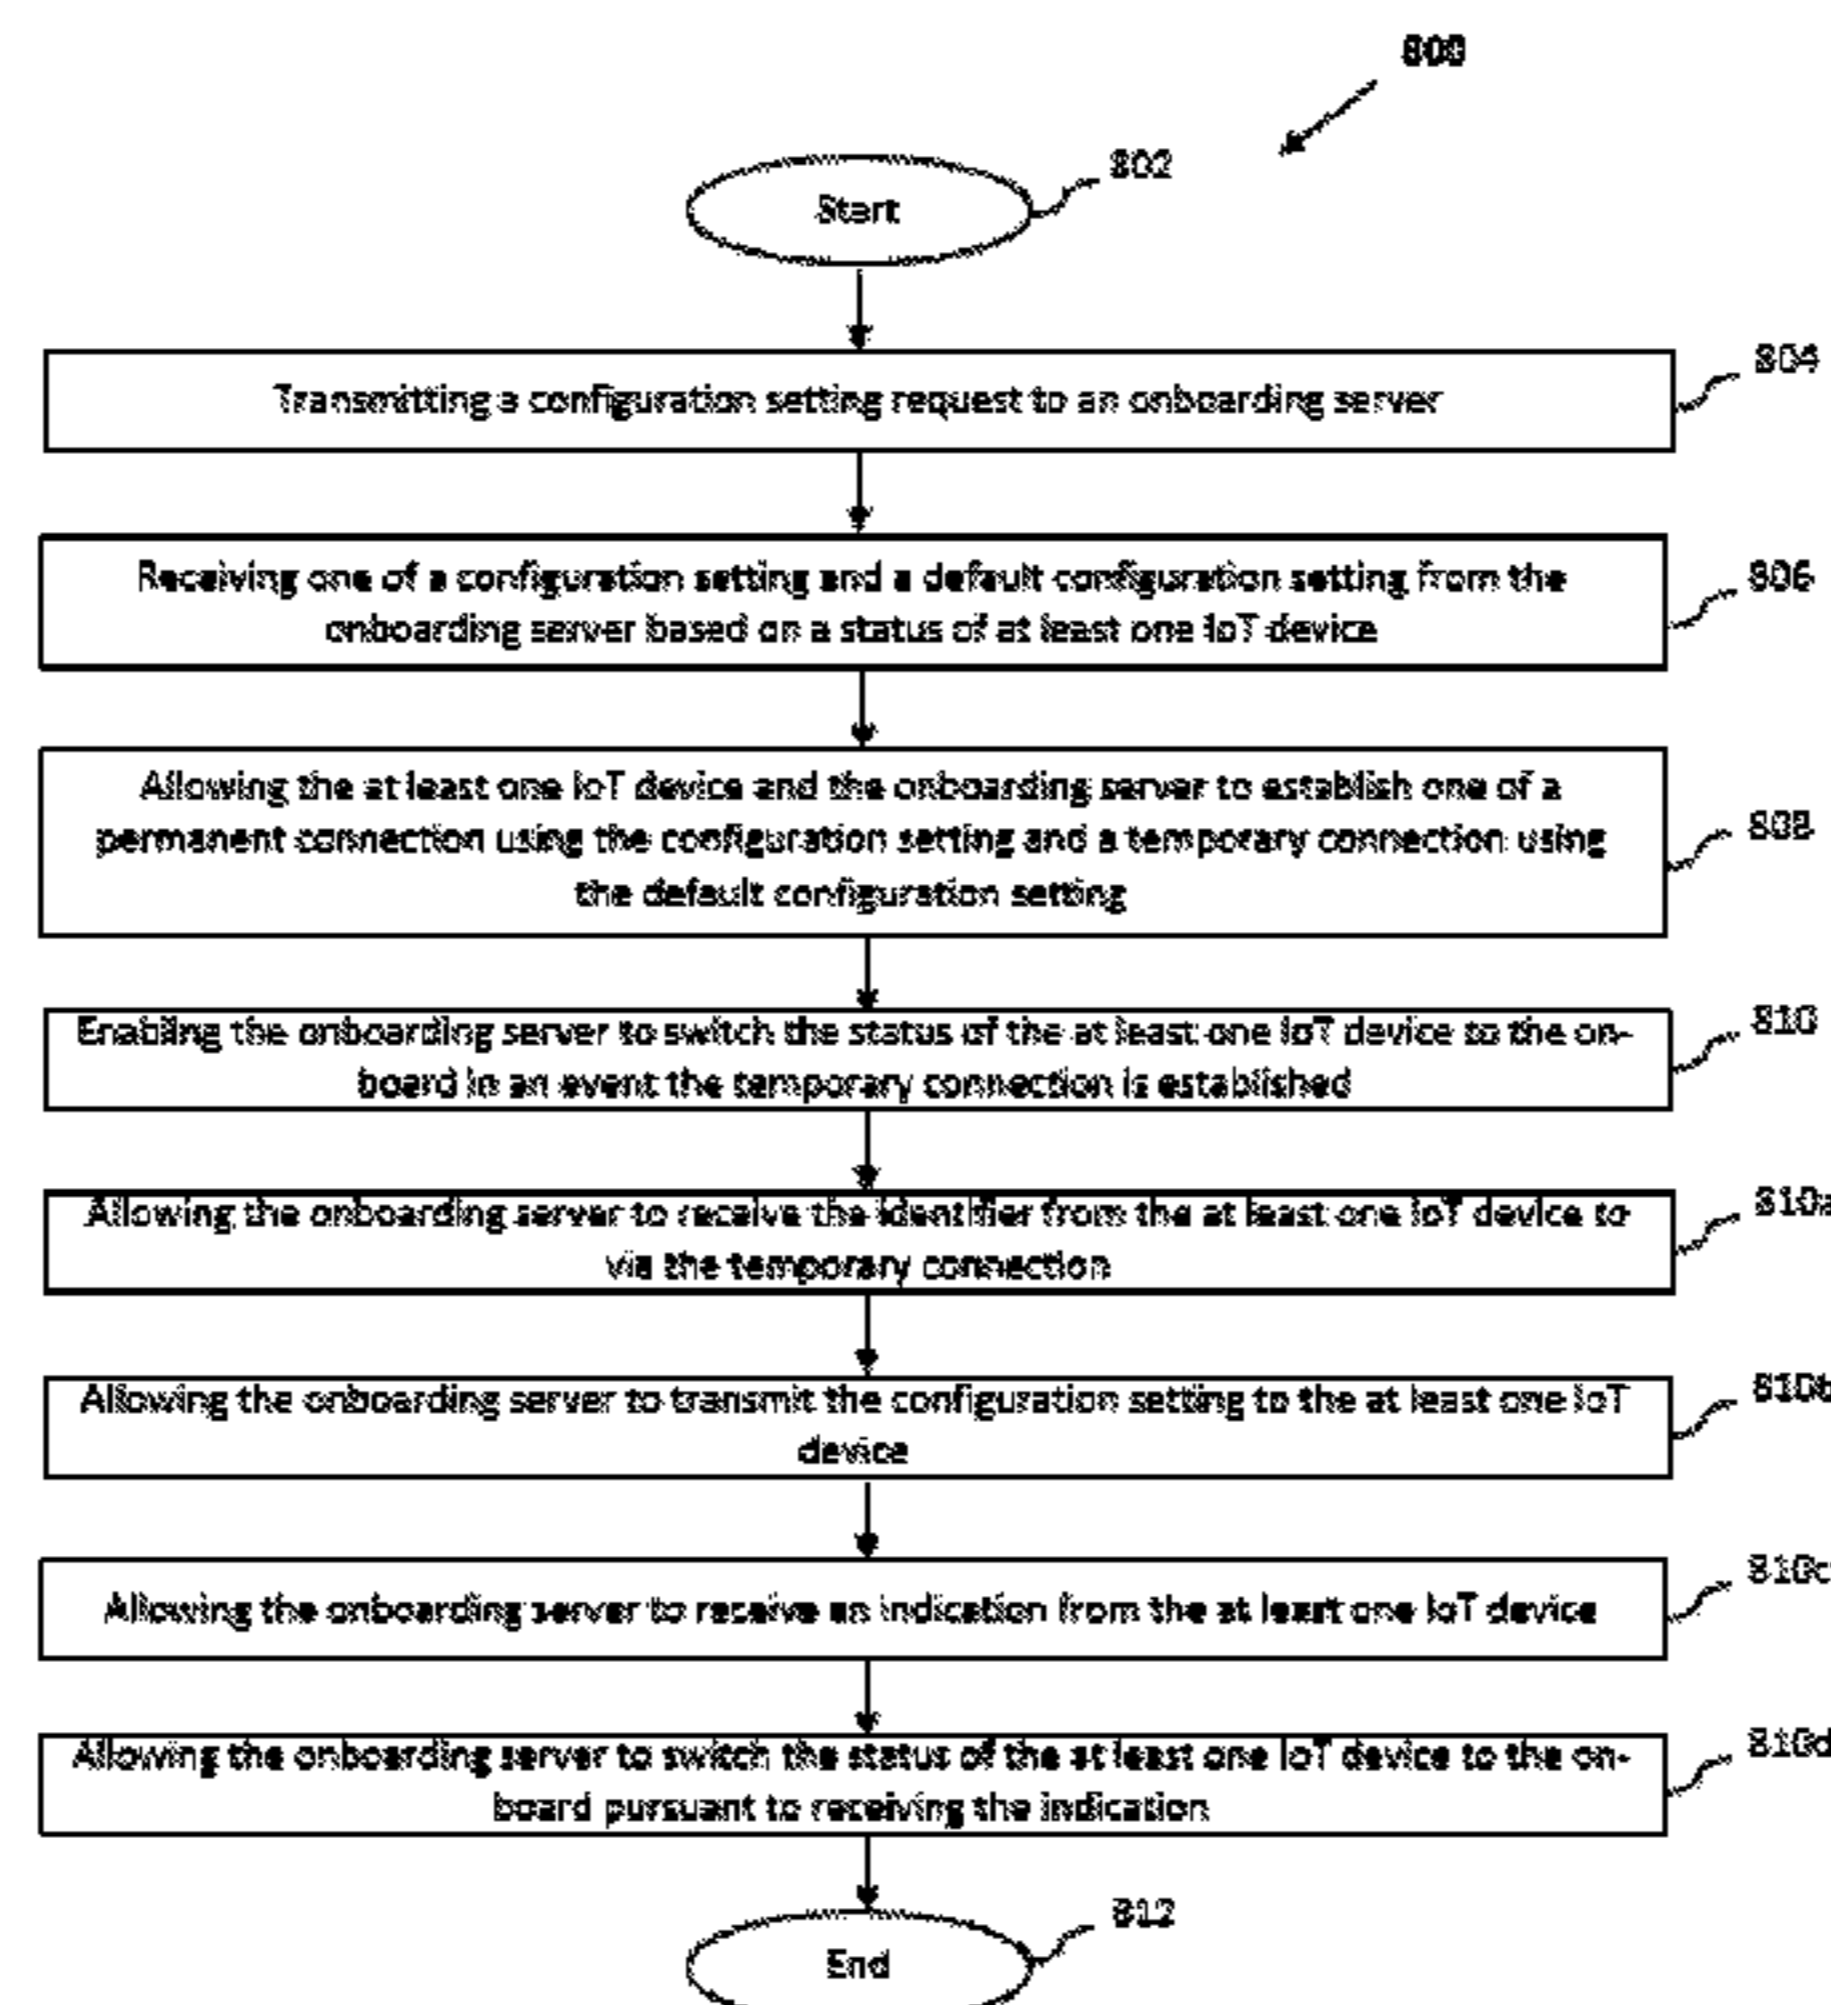 800
Start
802
Transmitting a configuration setting request to an onboarding server
804
Receiving one of a configuration setting and a default configuration setting from the
onboarding server based on a status of at least one IoT device
806
Allowing the at least one IoT device and the onboarding server to establish one of a
permanent connection using the configuration setting and a temporary connection using
the default configuration setting
808
Enabling the onboarding server to switch the status of the at least one IoT device to the on-
board in an event the temporary connection is established
810
Allowing the onboarding server to receive the identifier from the at least one IoT device to
via the temporary connection
810a
Allowing the onboarding server to transmit the configuration setting to the at least one IoT
device
810b
Allowing the onboarding server to receive an indication from the at least one IoT device
810c
Allowing the onboarding server to switch the status of the at least one IoT device to the on-
board pursuant to receiving the indication
810d
End
812